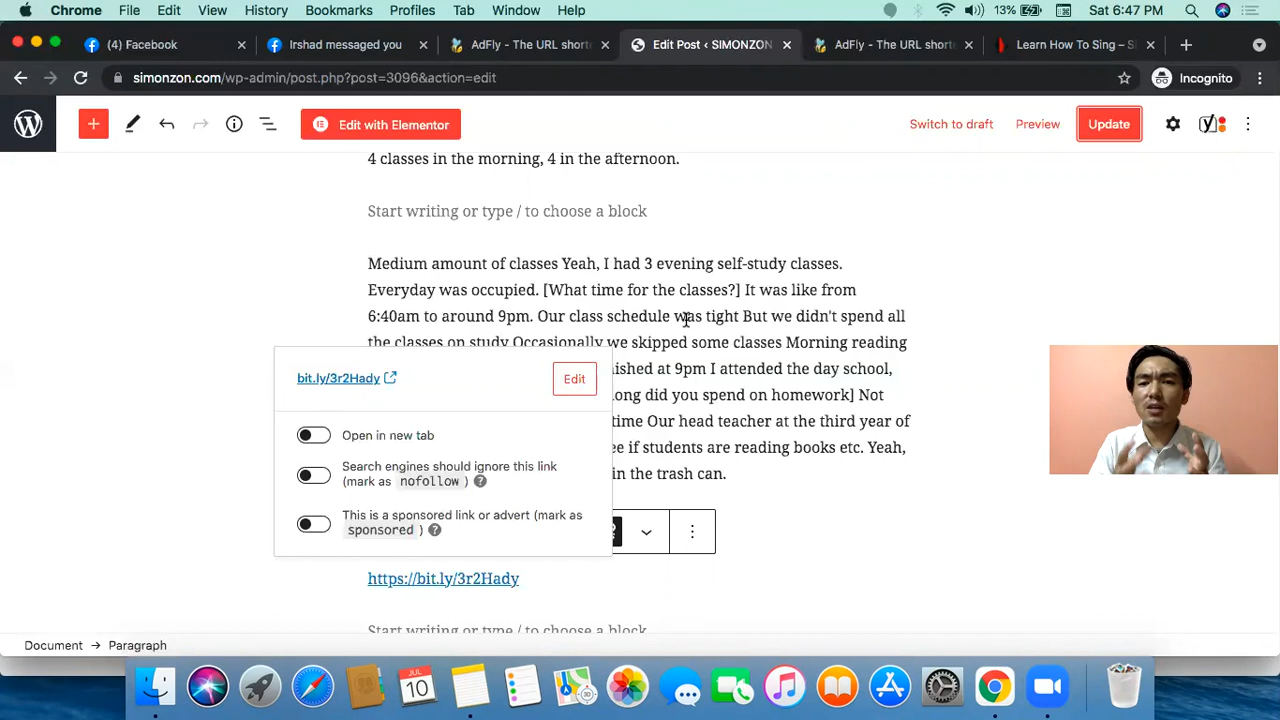 Chrome File Edit View History Bookmarks Profiles Tab Window Help 13% Sat 6:47 PM
(4) Facebook Irshad messaged you AdFly - The URL short Edit Post ‹ SIMONZON AdFly - The URL short Learn How To Sing – S
simonzon.com/wp-admin/post.php?post=3096&action=edit Incognito
Edit with Elementor Switch to draft Preview Update
4 classes in the morning, 4 in the afternoon.
Start writing or type / to choose a block
Medium amount of classes Yeah, I had 3 evening self-study classes.
Everyday was occupied. [What time for the classes?] It was like from
6:40am to around 9pm. Our class schedule was tight But we didn't spend all
the classes on study Occasionally we skipped some classes Morning reading
ished at 9pm I attended the day school,
ong did you spend on homework] Not
time Our head teacher at the third year of
ee if students are reading books etc. Yeah,
in the trash can.
bit.ly/3r2Hady Edit
Open in new tab
Search engines should ignore this link
(mark as nofollow )
This is a sponsored link or advert (mark as
sponsored )
https://bit.ly/3r2Hady
Start writing or type / to choose a block
Document → Paragraph
JUL
10